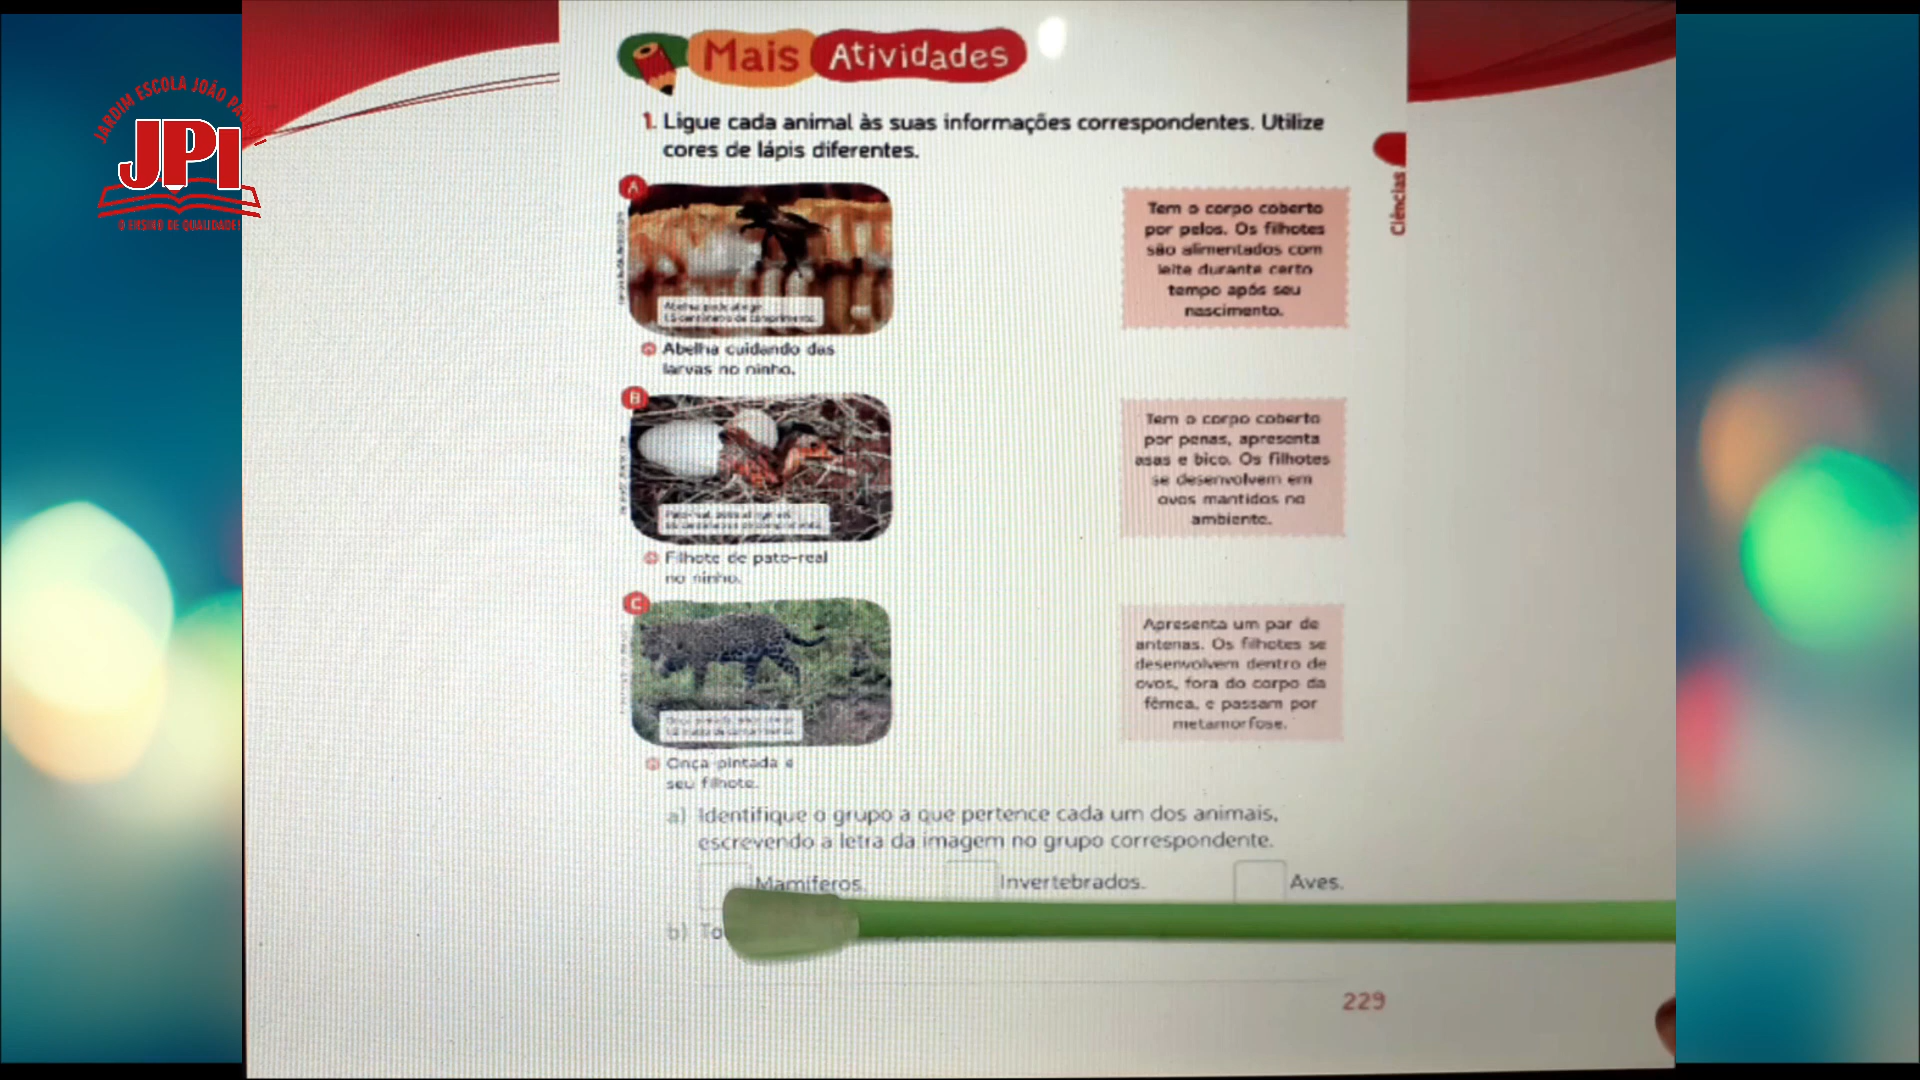 JARDIM ESCOLA JOÃO
JPI
O ENSINO DE QUALIDADE!
Mais Atividades
1. Ligue cada animal às suas informações correspondentes. Utilize
cores de lápis diferentes.
Ciências
A
Tem o corpo coberto
por pelos. Os filhotes
são alimentados com
leite durante certo
tempo após seu
nascimento.
Abelha cuidando das
larvas no ninho.
B
Tem o corpo coberto
por penas, apresenta
asas e bico. Os filhotes
se desenvolvem em
ovos mantidos no
ambiente.
Filhote de pato-real
no ninho.
C
Apresenta um par de
antenas. Os filhotes se
desenvolvem dentro de
ovos, fora do corpo da
fêmea, e passam por
metamorfose.
Onça-pintada e
seu filhote.
a) Identifique o grupo a que pertence cada um dos animais,
escrevendo a letra da imagem no grupo correspondente.
Mamíferos. Invertebrados. Aves.
b) To
229